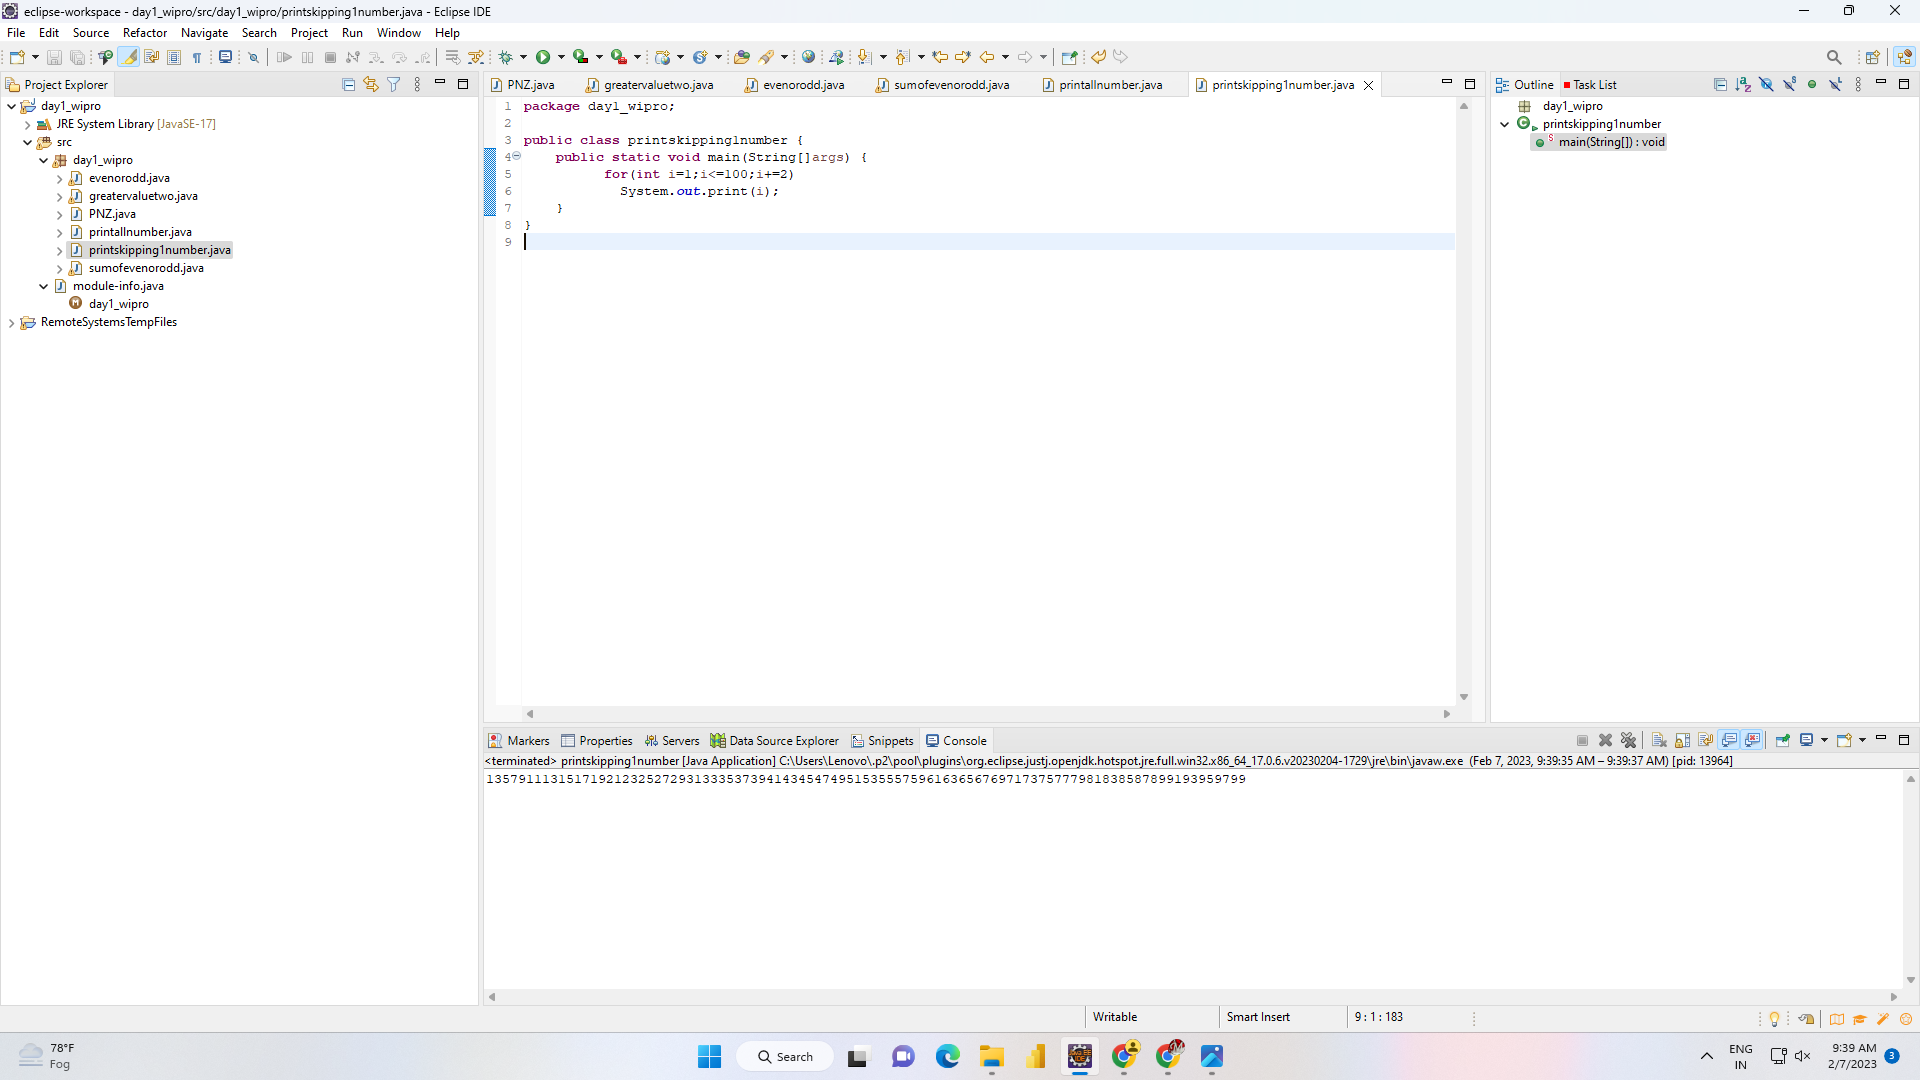 eclipse-workspace - day1_wipro/src/day1_wipro/printskipping1number.java - Eclipse IDE
File Edit Source Refactor Navigate Search Project Run Window Help
Project Explorer
day1_wipro
JRE System Library [JavaSE-17]
src
day1_wipro
evenorodd.java
greatervaluetwo.java
PNZ.java
printallnumber.java
printskipping1number.java
sumofevenorodd.java
module-info.java
day1_wipro
RemoteSystemsTempFiles
PNZ.java greatervaluetwo.java evenorodd.java sumofevenorodd.java printallnumber.java printskipping1number.java
1 package day1_wipro;
2
3 public class printskipping1number {
4 public static void main(String[]args) {
5 for(int i=1;i<=100;i+=2)
6 System.out.print(i);
7 }
8 }
9
Outline Task List
day1_wipro
printskipping1number
main(String[]) : void
Markers Properties Servers Data Source Explorer Snippets Console
<terminated> printskipping1number [Java Application] C:\Users\Lenovo\.p2\pool\plugins\org.eclipse.justj.openjdk.hotspot.jre.full.win32.x86_64_17.0.6.v20230204-1729\jre\bin\javaw.exe (Feb 7, 2023, 9:39:35 AM – 9:39:37 AM) [pid: 13964]
13579111315171921232527293133353739414345474951535557596163656769717375777981838587899193959799
Writable Smart Insert 9 : 1 : 183
78°F
Fog
Search
ENG
IN
9:39 AM
2/7/2023
3